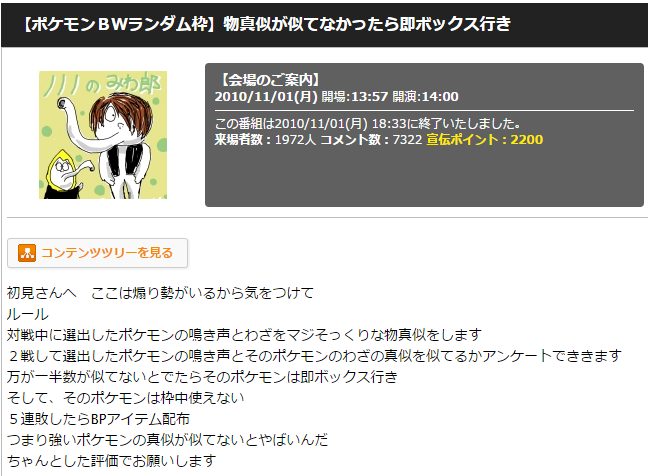 【ポケモンＢＷランダム枠】物真似が似てなかったら即ボックス行き
ノノノのみわ郎
【会場のご案内】
2010/11/01(月) 開場:13:57 開演:14:00
この番組は2010/11/01(月) 18:33に終了いたしました。
来場者数：1972人 コメント数：7322 宣伝ポイント：2200
コンテンツツリーを見る
初見さんへ　ここは煽り勢がいるから気をつけて
ルール
対戦中に選出したポケモンの鳴き声とわざをマジそっくりな物真似をします
２戦して選出したポケモンの鳴き声とそのポケモンのわざの真似を似てるかアンケートでききます
万が一半数が似てないとでたらそのポケモンは即ボックス行き
そして、そのポケモンは枠中使えない
５連敗したらBPアイテム配布
つまり強いポケモンの真似が似てないとやばいんだ
ちゃんとした評価でお願いします